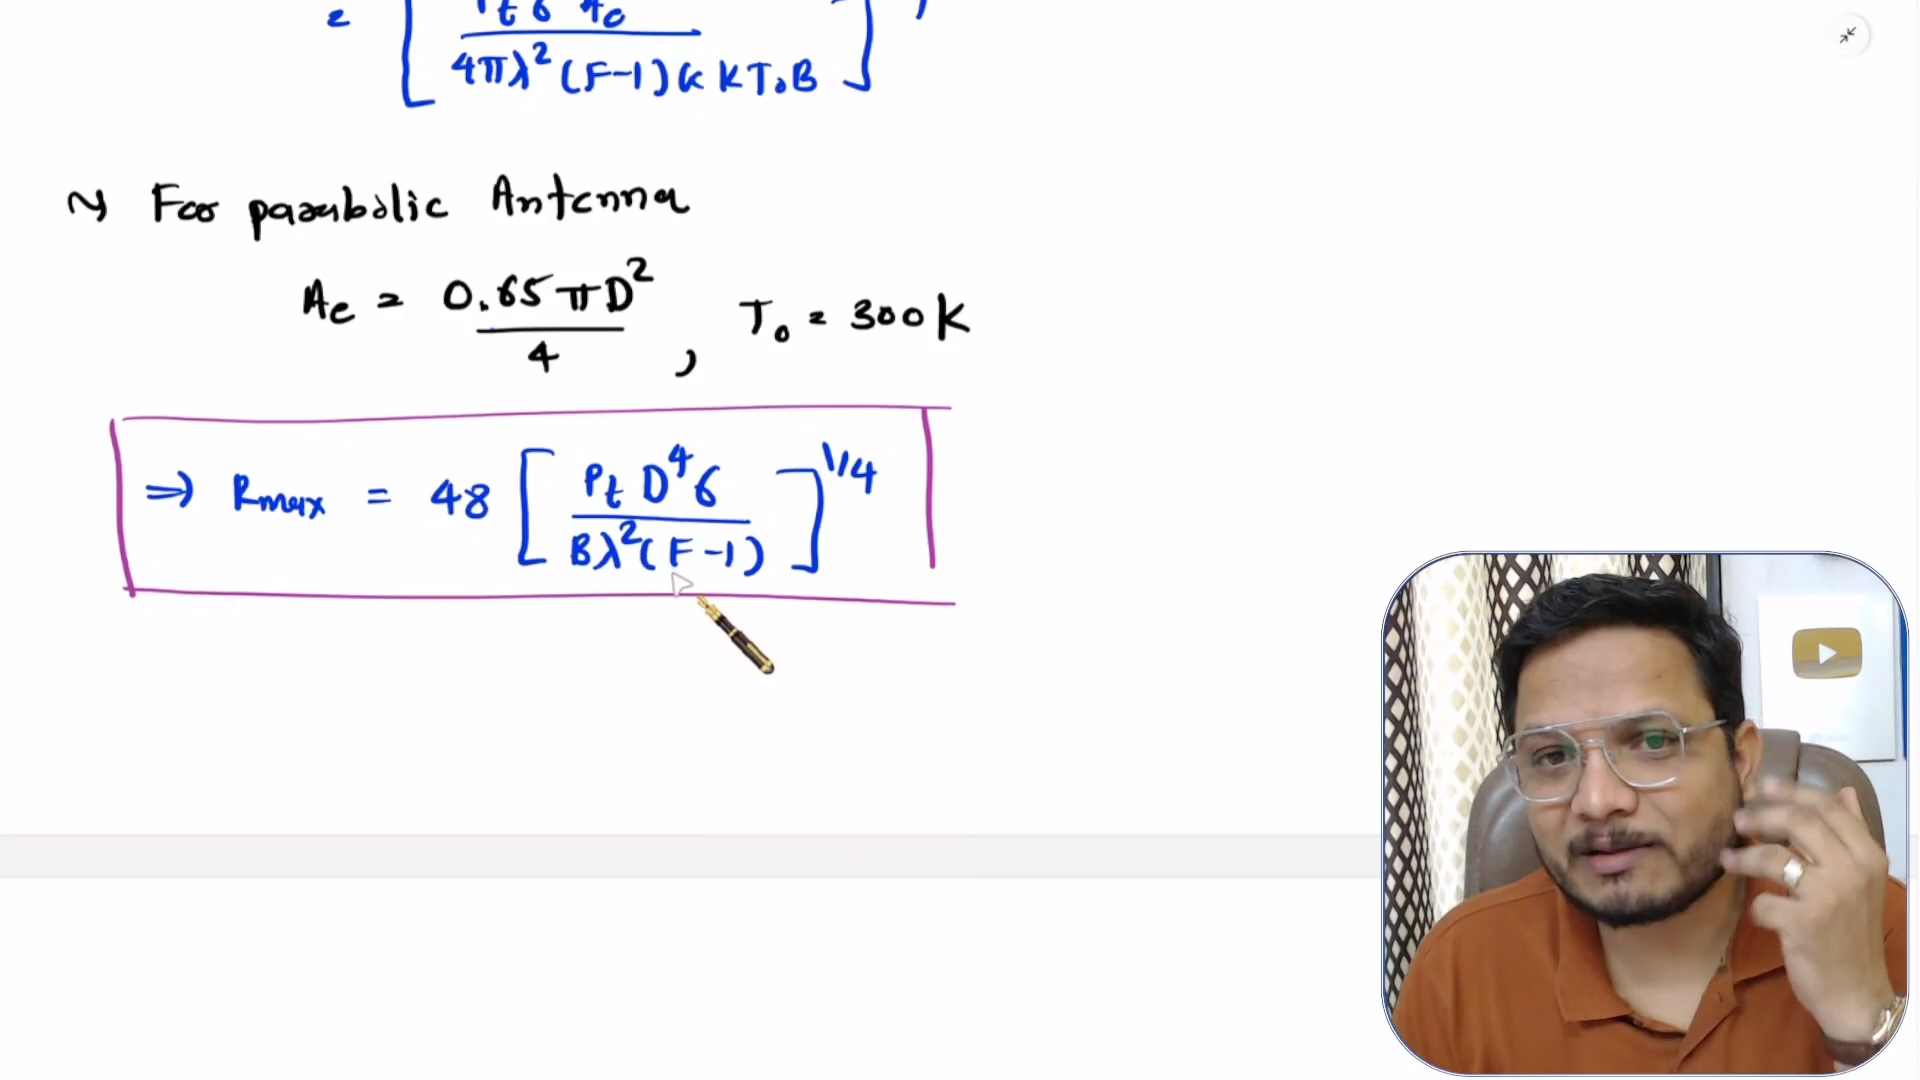 =
4πλ²(F-1)k KT₀B
For parabolic Antenna
Ae = 0.65πD²/4 , T₀ = 300K
⇒ Rmax = 48 [ Pt D⁴ б / Bλ²(F-1) ]^1/4